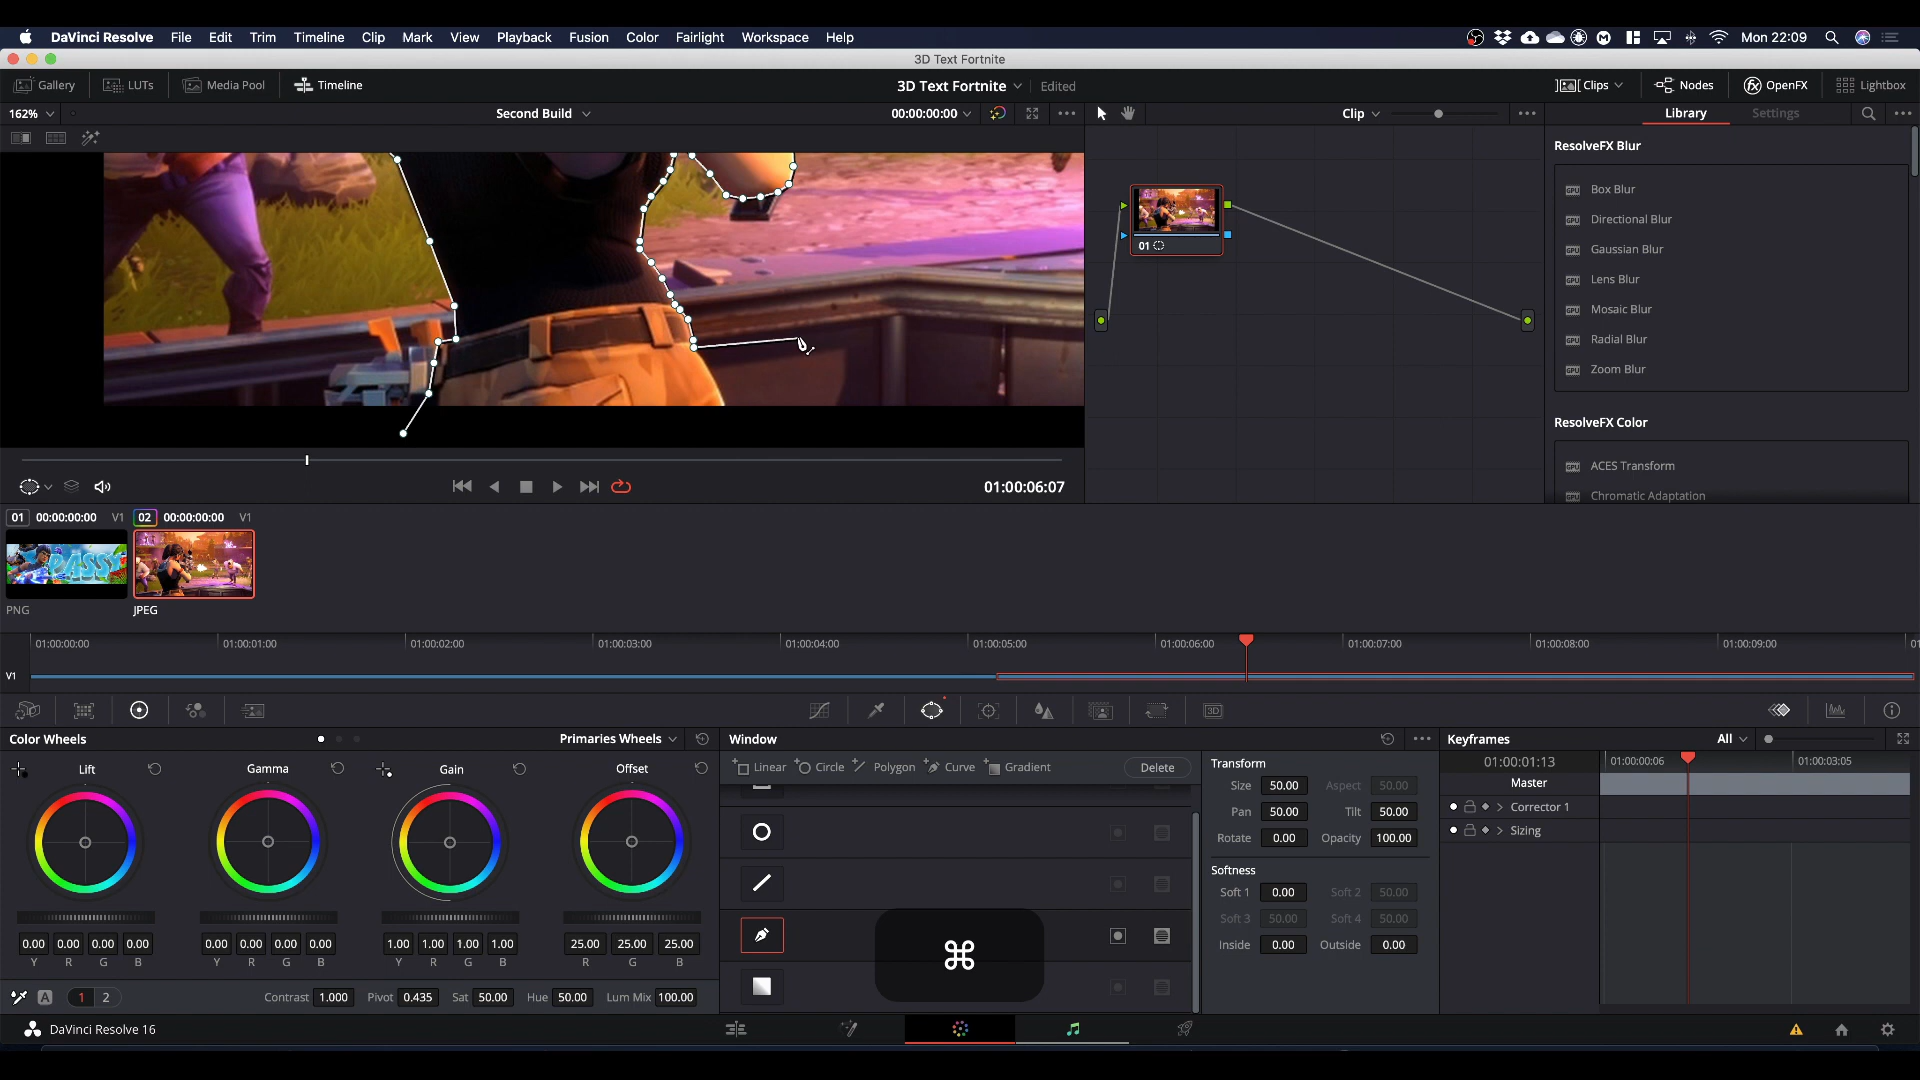 DaVinci Resolve File Edit Trim Timeline Clip Mark View Playback Fusion Color Fairlight Workspace Help Mon 22:09
3D Text Fortnite
Gallery LUTs Media Pool Timeline 3D Text Fortnite Edited Clips Nodes OpenFX Lightbox
162% Second Build 00:00:00:00 Clip Library Settings
ResolveFX Blur
Box Blur
Directional Blur
Gaussian Blur
Lens Blur
Mosaic Blur
Radial Blur
Zoom Blur
01
ResolveFX Color
ACES Transform
Chromatic Adaptation
01:00:06:07
01 00:00:00:00 V1 02 00:00:00:00 V1
PASSY
PNG JPEG
01:00:00:00 01:00:01:00 01:00:02:00 01:00:03:00 01:00:04:00 01:00:05:00 01:00:06:00 01:00:07:00 01:00:08:00 01:00:09:00 01
V1
3D
Color Wheels Primaries Wheels Window Keyframes All
Lift Gamma Gain Offset Linear Circle Polygon Curve Gradient Delete Transform 01:00:01:13 01:00:00:06 01:00:03:05
Size 50.00 Aspect 50.00 Master
Pan 50.00 Tilt 50.00 Corrector 1
Rotate 0.00 Opacity 100.00 Sizing
Softness
Soft 1 0.00 Soft 2 50.00
Soft 3 50.00 Soft 4 50.00
Inside 0.00 Outside 0.00
0.00 0.00 0.00 0.00 0.00 0.00 0.00 0.00 1.00 1.00 1.00 1.00 25.00 25.00 25.00
Y R G B Y R G B Y R G B R G B
⌘
A 1 2 Contrast 1.000 Pivot 0.435 Sat 50.00 Hue 50.00 Lum Mix 100.00
DaVinci Resolve 16